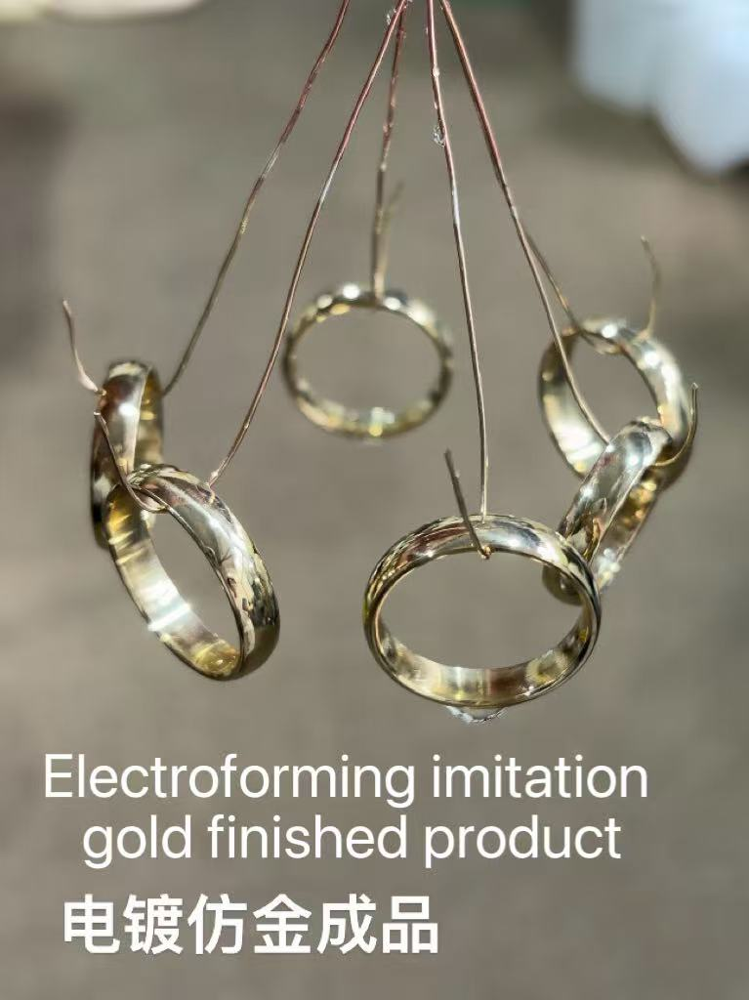 Electroforming imitation
gold finished product
电镀仿金成品